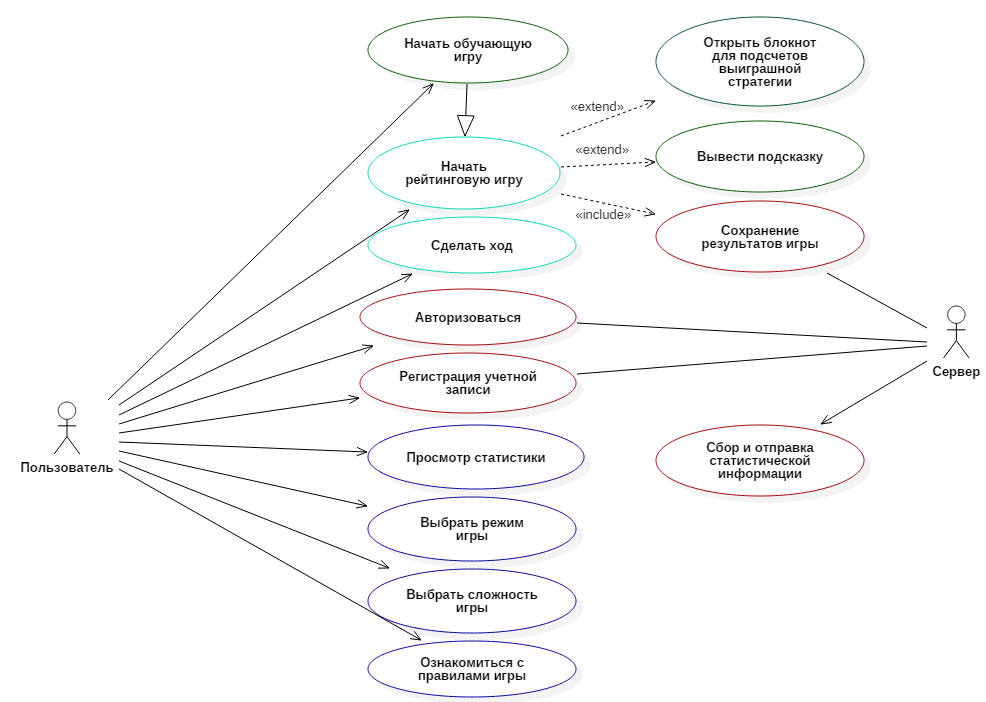 Начать обучающую
игру
Открыть блокнот
для подсчетов
выиграшной
стратегии
«extend»
Начать
рейтинговую игру
«extend»
Вывести подсказку
«include»
Сохранение
результатов игры
Сделать ход
Авторизоваться
Регистрация учетной
записи
Сервер
Пользователь
Просмотр статистики
Сбор и отправка
статистической
информации
Выбрать режим
игры
Выбрать сложность
игры
Ознакомиться с
правилами игры